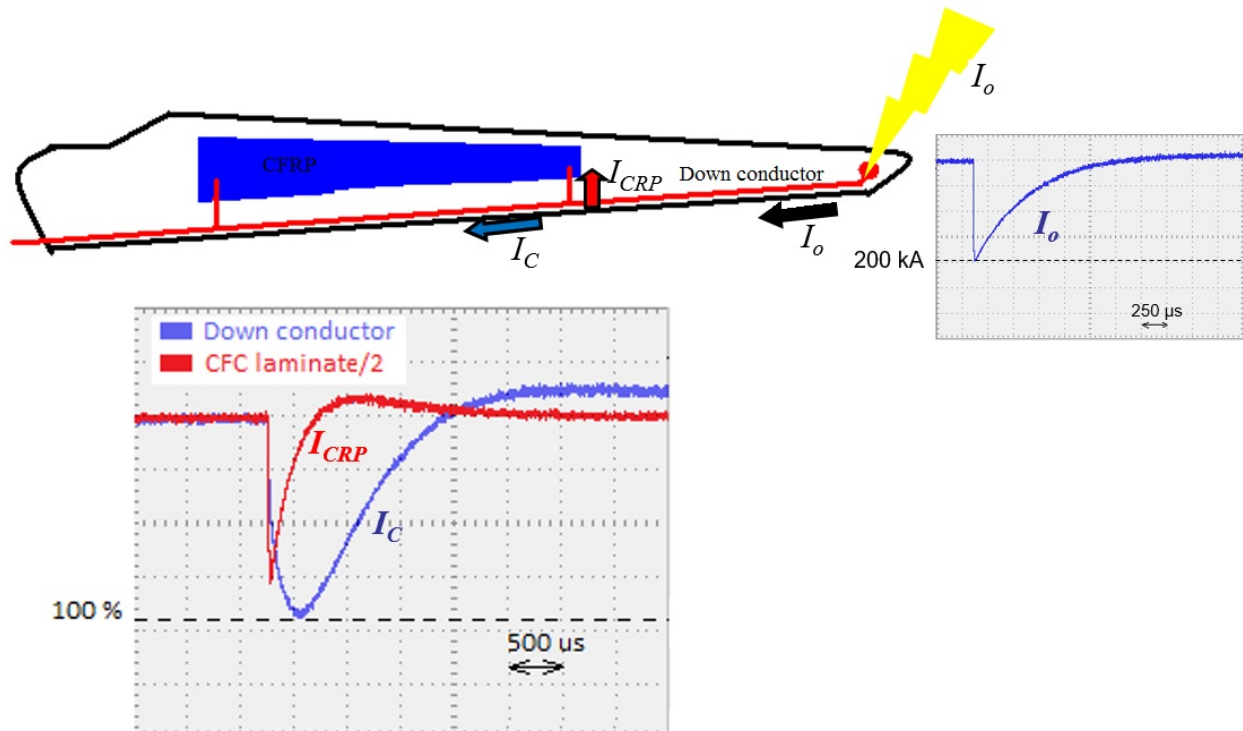 I_o
CFRP
I_CRP
Down conductor
I_C
I_o
I_o
200 kA
250 µs
Down conductor
CFC laminate/2
I_CRP
I_C
100 %
500 us